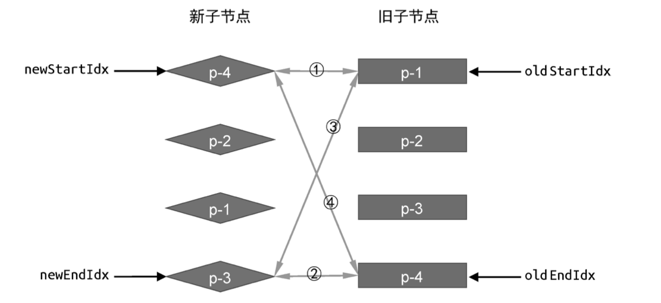 新子节点 旧子节点
newStartIdx p-4 ① p-1 oldStartIdx
③
p-2 p-2
④
p-1 p-3
newEndIdx p-3 ② p-4 oldEndIdx